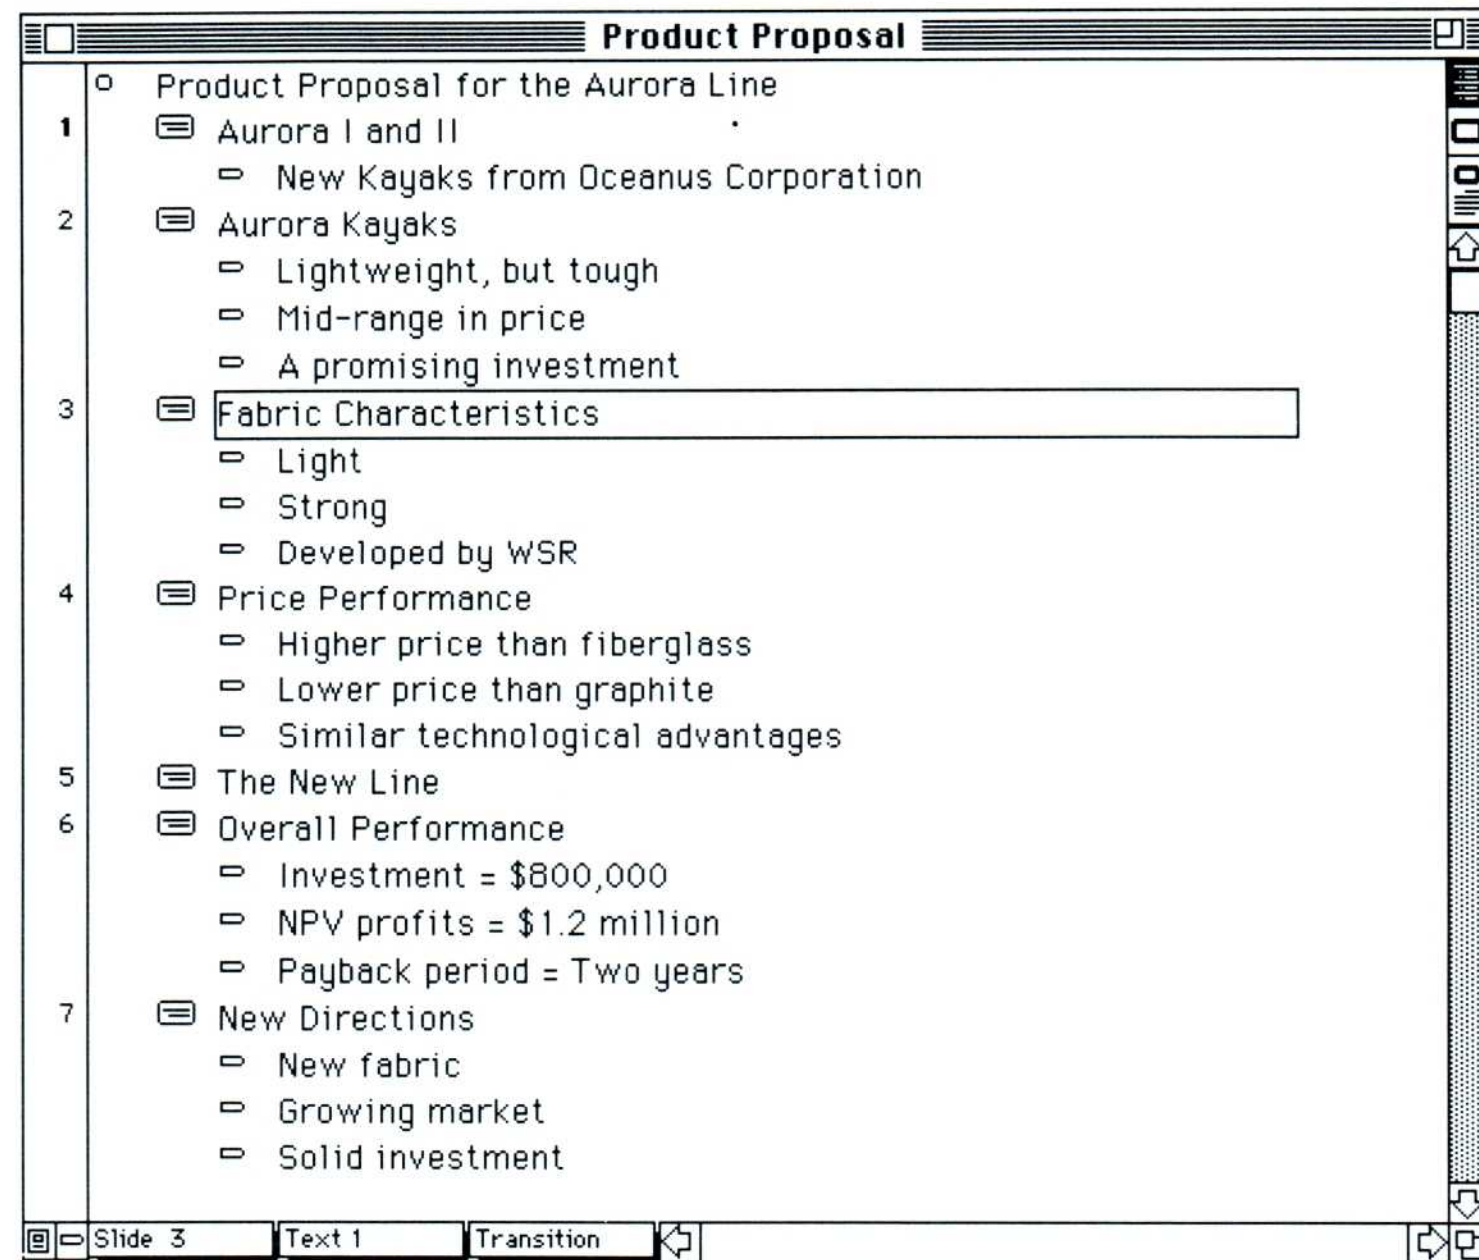 Product Proposal
Product Proposal for the Aurora Line
1 Aurora I and II
New Kayaks from Oceanus Corporation
2 Aurora Kayaks
Lightweight, but tough
Mid-range in price
A promising investment
3 Fabric Characteristics
Light
Strong
Developed by WSR
4 Price Performance
Higher price than fiberglass
Lower price than graphite
Similar technological advantages
5 The New Line
6 Overall Performance
Investment = $800,000
NPV profits = $1.2 million
Payback period = Two years
7 New Directions
New fabric
Growing market
Solid investment
Slide 3 Text 1 Transition